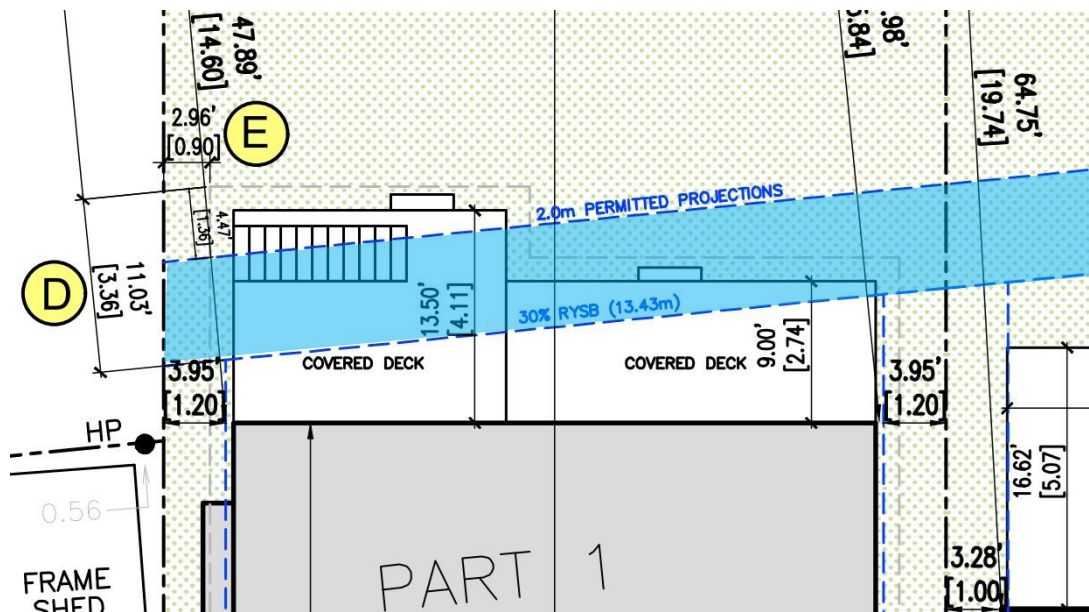 47.89'
[14.60]
.98'
5.84]
64.75'
[19.74]
2.96'
[0.90]
E
2.0m PERMITTED PROJECTIONS
4.47'
[1.36]
D
11.03'
[3.36]
13.50'
[4.11]
30% RYSB (13.43m)
9.00'
[2.74]
COVERED DECK
COVERED DECK
3.95'
[1.20]
3.95'
[1.20]
HP
0.56
16.62'
[5.07]
FRAME
SHED
PART 1
3.28'
[1.00]